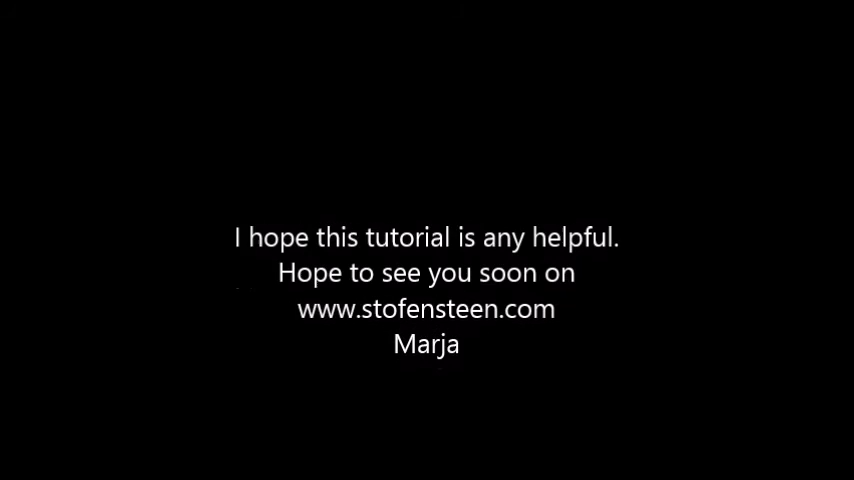 I hope this tutorial is any helpful.
Hope to see you soon on
www.stofensteen.com
Marja